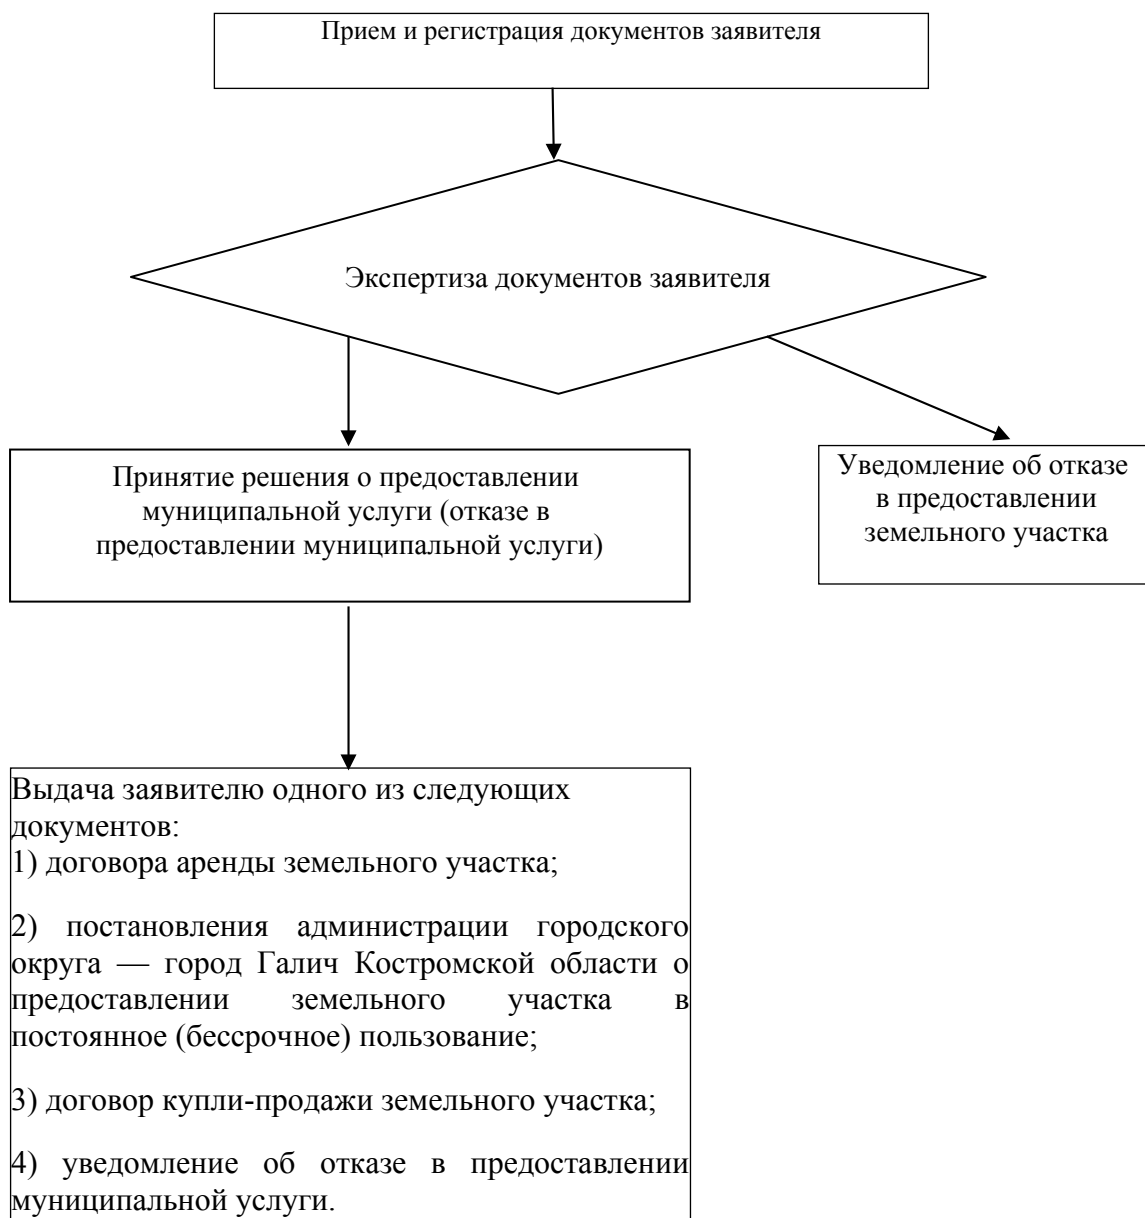 Прием и регистрация документов заявителя
Экспертиза документов заявителя
Принятие решения о предоставлении
муниципальной услуги (отказе в
предоставлении муниципальной услуги)
Уведомление об отказе
в предоставлении
земельного участка
Выдача заявителю одного из следующих
документов:
1) договора аренды земельного участка;
2) постановления администрации городского
округа — город Галич Костромской области о
предоставлении земельного участка в
постоянное (бессрочное) пользование;
3) договор купли-продажи земельного участка;
4) уведомление об отказе в предоставлении
муниципальной услуги.